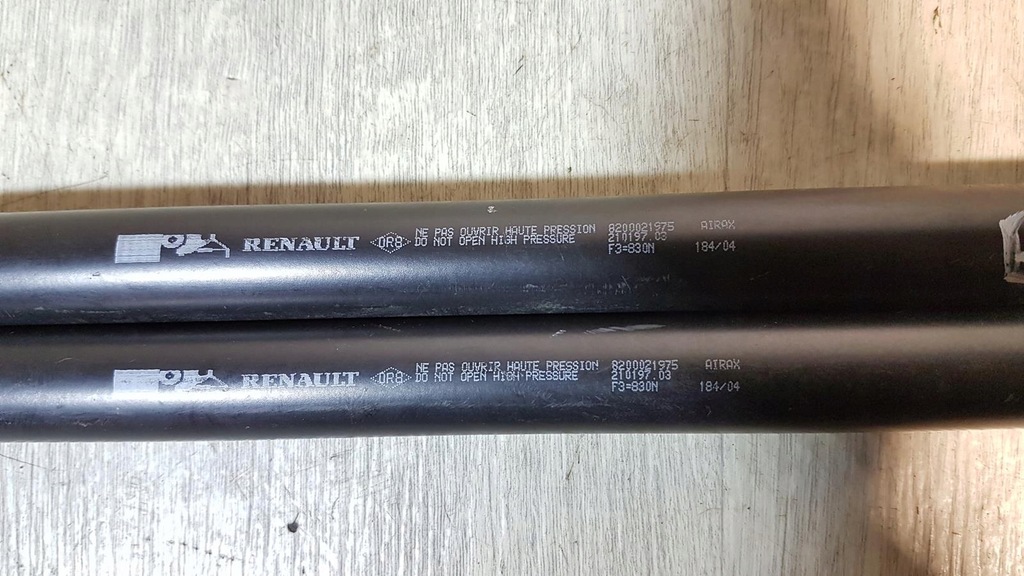 RENAULT OR8 NE PAS OUVRIR HAUTE PRESSION 8200021975 AIRAX
DO NOT OPEN HIGH PRESSURE 210197.03
F3=830N 184/04
RENAULT OR8 NE PAS OUVRIR HAUTE PRESSION 8200021975 AIRAX
DO NOT OPEN HIGH PRESSURE 210197.03
F3=830N 184/04